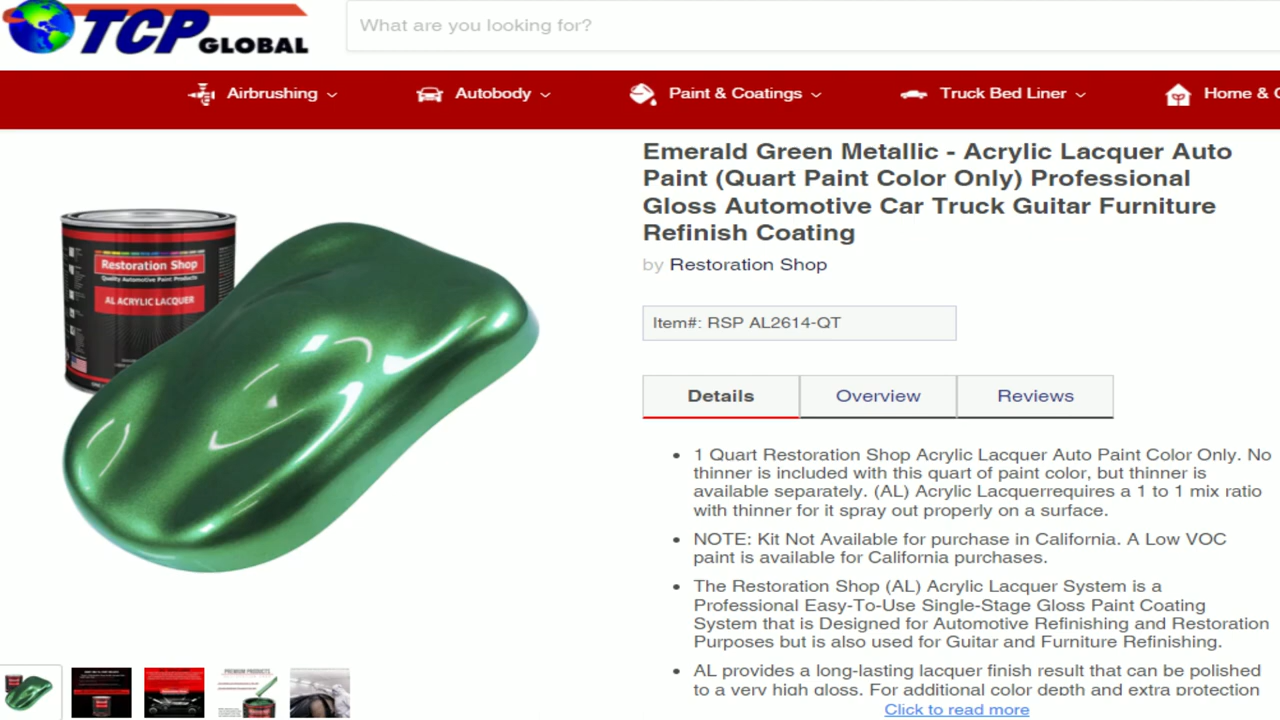 TCP GLOBAL
What are you looking for?
Airbrushing
Autobody
Paint & Coatings
Truck Bed Liner
Home &
Emerald Green Metallic - Acrylic Lacquer Auto
Paint (Quart Paint Color Only) Professional
Gloss Automotive Car Truck Guitar Furniture
Refinish Coating
by Restoration Shop
Restoration Shop
Quality Automotive Paint Products
AL ACRYLIC LACQUER
Item#: RSP AL2614-QT
Details
Overview
Reviews
• 1 Quart Restoration Shop Acrylic Lacquer Auto Paint Color Only. No
thinner is included with this quart of paint color, but thinner is
available separately. (AL) Acrylic Lacquerrequires a 1 to 1 mix ratio
with thinner for it spray out properly on a surface.
• NOTE: Kit Not Available for purchase in California. A Low VOC
paint is available for California purchases.
• The Restoration Shop (AL) Acrylic Lacquer System is a
Professional Easy-To-Use Single-Stage Gloss Paint Coating
System that is Designed for Automotive Refinishing and Restoration
Purposes but is also used for Guitar and Furniture Refinishing.
• AL provides a long-lasting lacquer finish result that can be polished
to a very high gloss. For additional color depth and extra protection
Click to read more
PREMIUM PRODUCTS